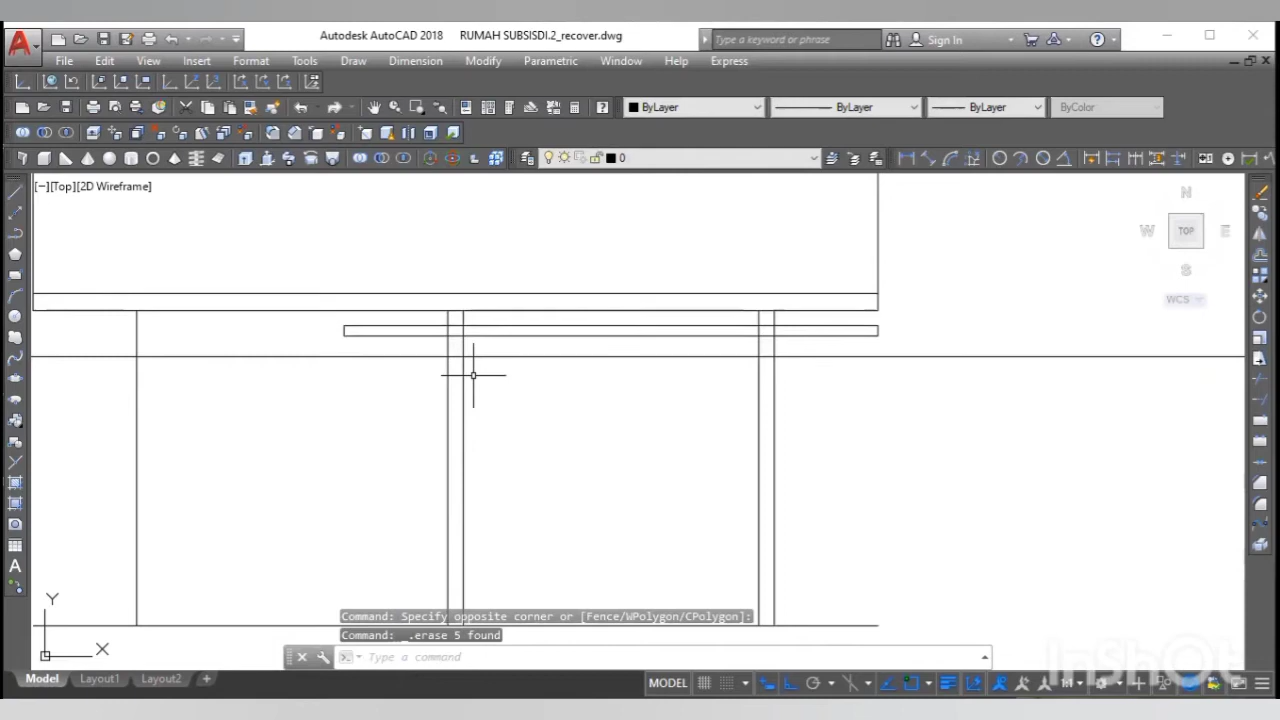 Autodesk AutoCAD 2018 RUMAH SUBSISDI.2_recover.dwg
Type a keyword or phrase
Sign In
File Edit View Insert Format Tools Draw Dimension Modify Parametric Window Help Express
ByLayer ByLayer ByLayer ByColor
0
[−][Top][2D Wireframe]
N
W TOP E
S
WCS
A
Y
X
Command: Specify opposite corner or [Fence/WPolygon/CPolygon]:
Command: _.erase 5 found
Type a command
Model Layout1 Layout2 +
MODEL 1:1
InShOt